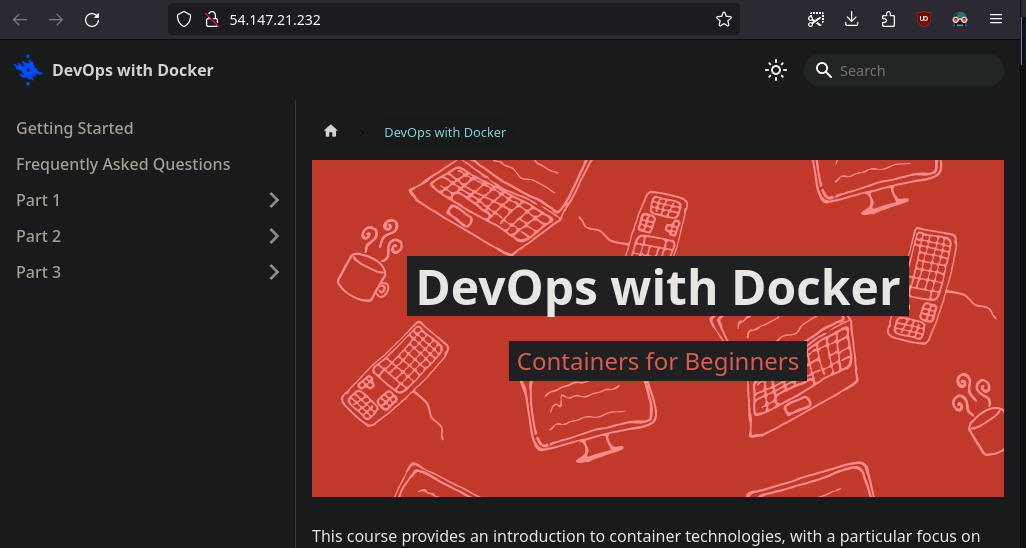 54.147.21.232
DevOps with Docker
Search
Getting Started
Frequently Asked Questions
Part 1
Part 2
Part 3
DevOps with Docker
DevOps with Docker
Containers for Beginners
This course provides an introduction to container technologies, with a particular focus on